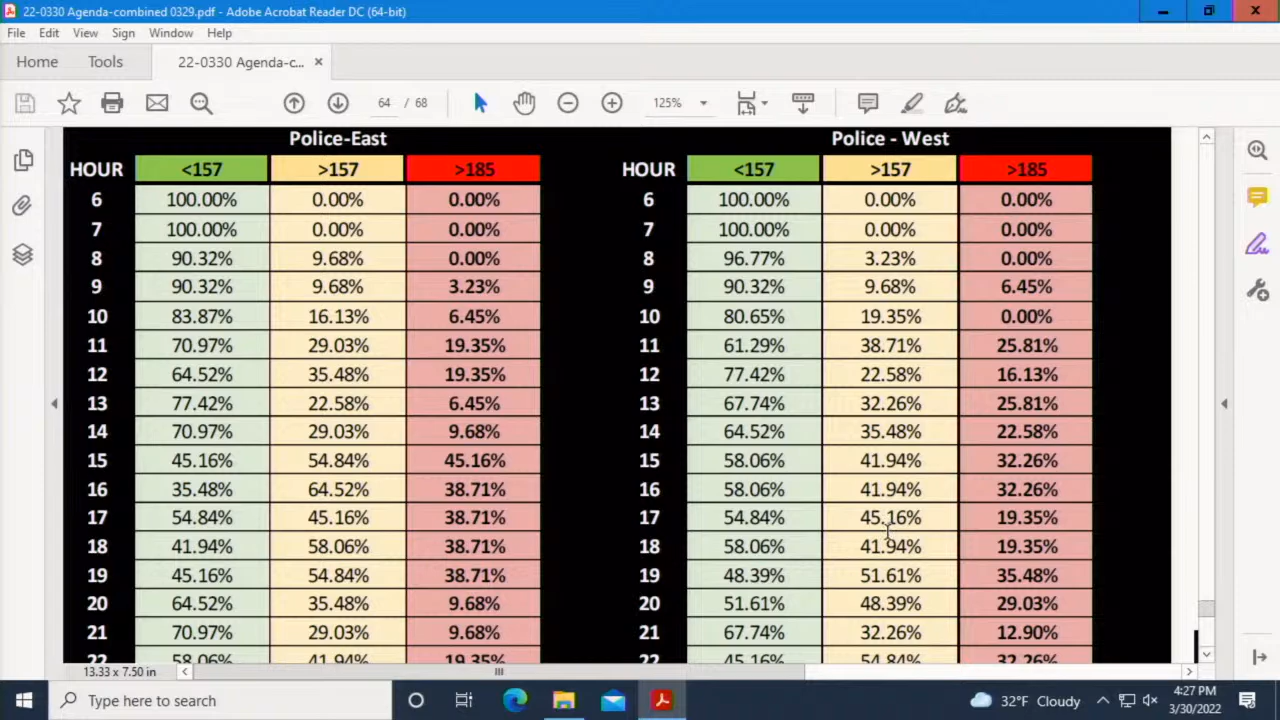 22-0330 Agenda-combined 0329.pdf - Adobe Acrobat Reader DC (64-bit)
File Edit View Sign Window Help
Home Tools 22-0330 Agenda-c... ×
64 / 68 125%
Police-East Police - West
HOUR <157 >157 >185 HOUR <157 >157 >185
6 100.00% 0.00% 0.00% 6 100.00% 0.00% 0.00%
7 100.00% 0.00% 0.00% 7 100.00% 0.00% 0.00%
8 90.32% 9.68% 0.00% 8 96.77% 3.23% 0.00%
9 90.32% 9.68% 3.23% 9 90.32% 9.68% 6.45%
10 83.87% 16.13% 6.45% 10 80.65% 19.35% 0.00%
11 70.97% 29.03% 19.35% 11 61.29% 38.71% 25.81%
12 64.52% 35.48% 19.35% 12 77.42% 22.58% 16.13%
13 77.42% 22.58% 6.45% 13 67.74% 32.26% 25.81%
14 70.97% 29.03% 9.68% 14 64.52% 35.48% 22.58%
15 45.16% 54.84% 45.16% 15 58.06% 41.94% 32.26%
16 35.48% 64.52% 38.71% 16 58.06% 41.94% 32.26%
17 54.84% 45.16% 38.71% 17 54.84% 45.16% 19.35%
18 41.94% 58.06% 38.71% 18 58.06% 41.94% 19.35%
19 45.16% 54.84% 38.71% 19 48.39% 51.61% 35.48%
20 64.52% 35.48% 9.68% 20 51.61% 48.39% 29.03%
21 70.97% 29.03% 9.68% 21 67.74% 32.26% 12.90%
22 58.06% 41.94% 19.35% 22 45.16% 54.84% 32.26%
13.33 x 7.50 in
Type here to search 32°F Cloudy 4:27 PM
3/30/2022